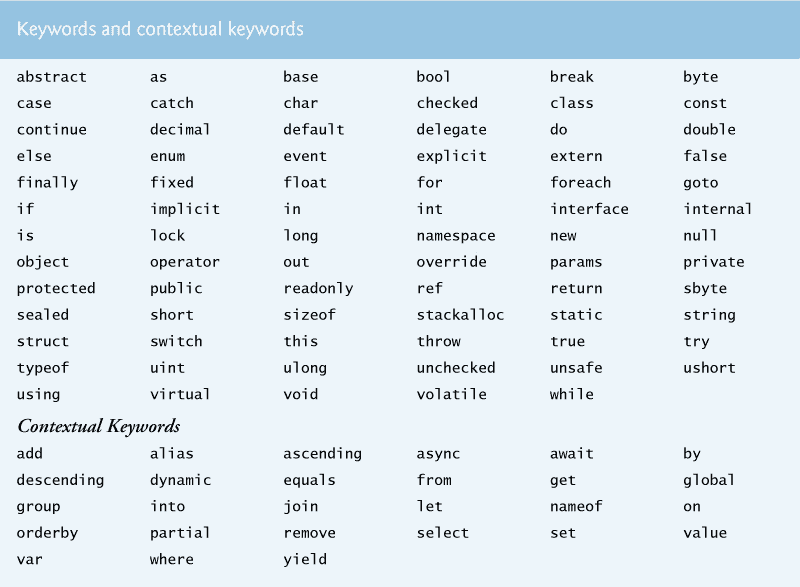 Keywords and contextual keywords
abstract as base bool break byte
case catch char checked class const
continue decimal default delegate do double
else enum event explicit extern false
finally fixed float for foreach goto
if implicit in int interface internal
is lock long namespace new null
object operator out override params private
protected public readonly ref return sbyte
sealed short sizeof stackalloc static string
struct switch this throw true try
typeof uint ulong unchecked unsafe ushort
using virtual void volatile while
Contextual Keywords
add alias ascending async await by
descending dynamic equals from get global
group into join let nameof on
orderby partial remove select set value
var where yield